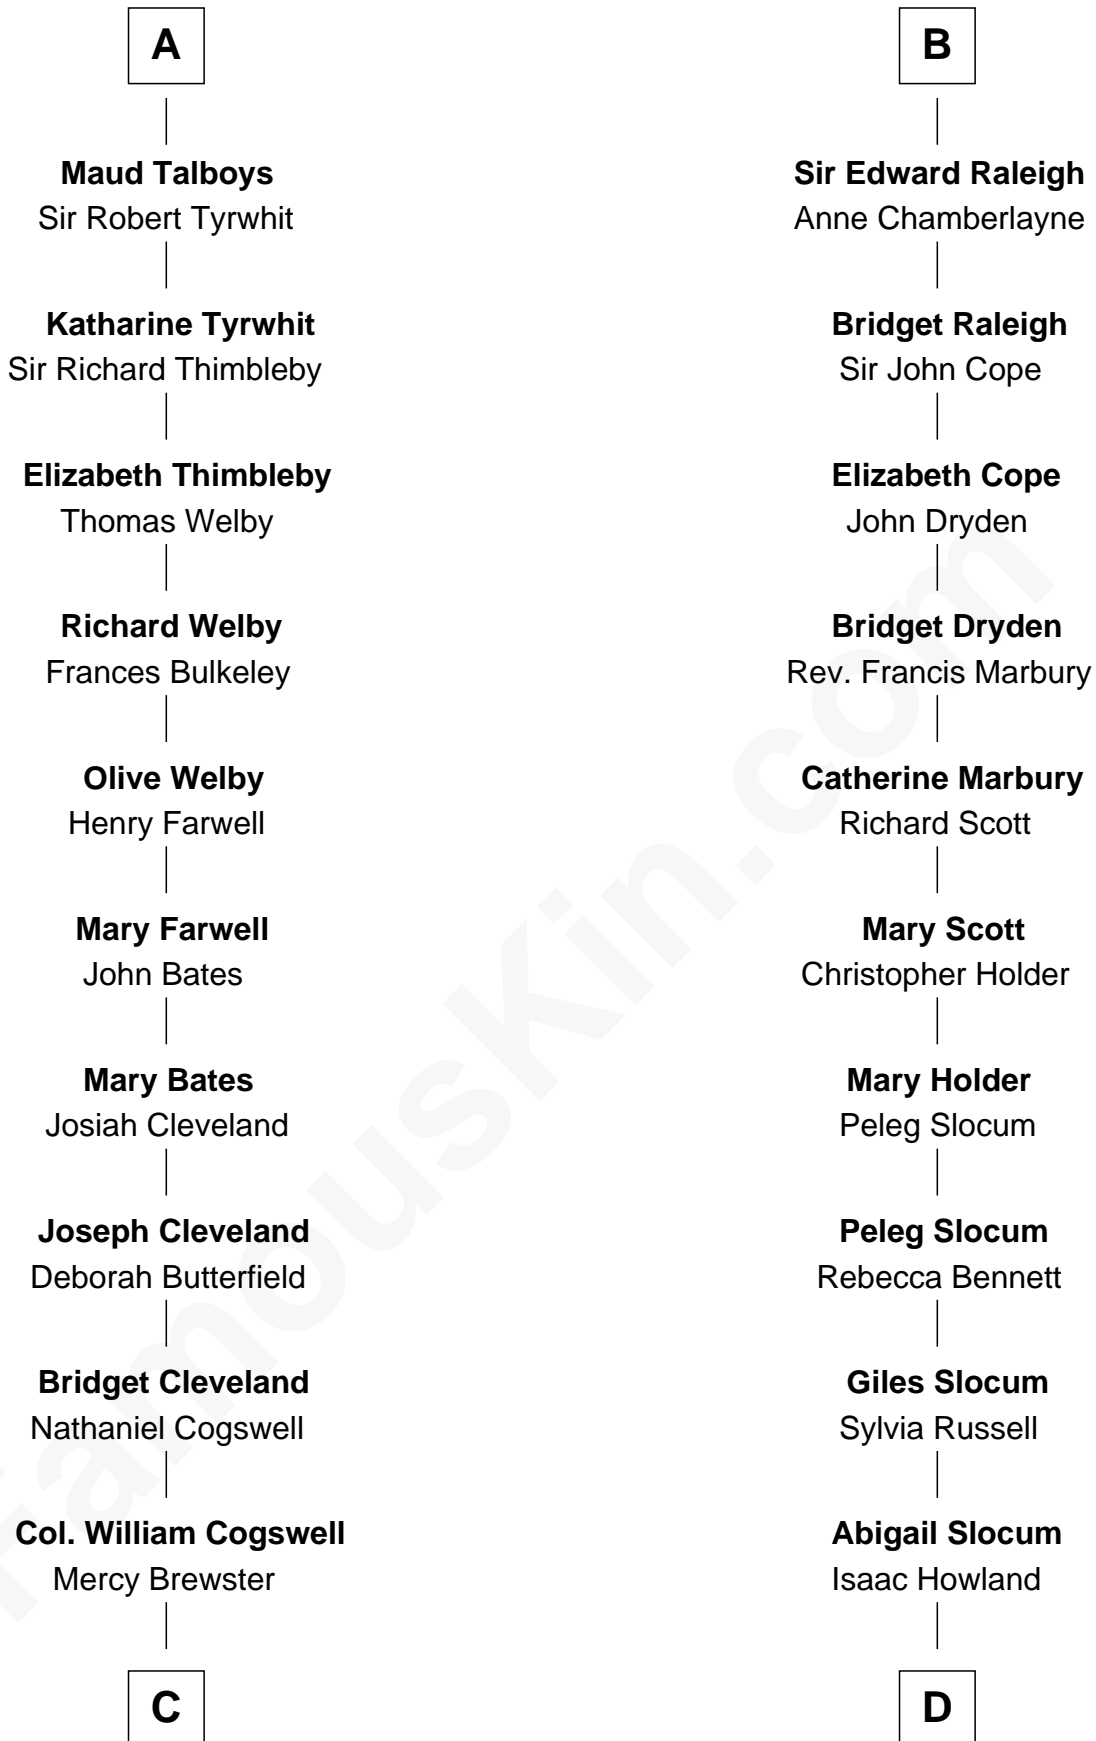 A
Maud Talboys
Sir Robert Tyrwhit
Katharine Tyrwhit
Sir Richard Thimbleby
Elizabeth Thimbleby
Thomas Welby
Richard Welby
Frances Bulkeley
Olive Welby
Henry Farwell
Mary Farwell
John Bates
Mary Bates
Josiah Cleveland
Joseph Cleveland
Deborah Butterfield
Bridget Cleveland
Nathaniel Cogswell
Col. William Cogswell
Mercy Brewster
C
B
Sir Edward Raleigh
Anne Chamberlayne
Bridget Raleigh
Sir John Cope
Elizabeth Cope
John Dryden
Bridget Dryden
Rev. Francis Marbury
Catherine Marbury
Richard Scott
Mary Scott
Christopher Holder
Mary Holder
Peleg Slocum
Peleg Slocum
Rebecca Bennett
Giles Slocum
Sylvia Russell
Abigail Slocum
Isaac Howland
D
FamousKin.com